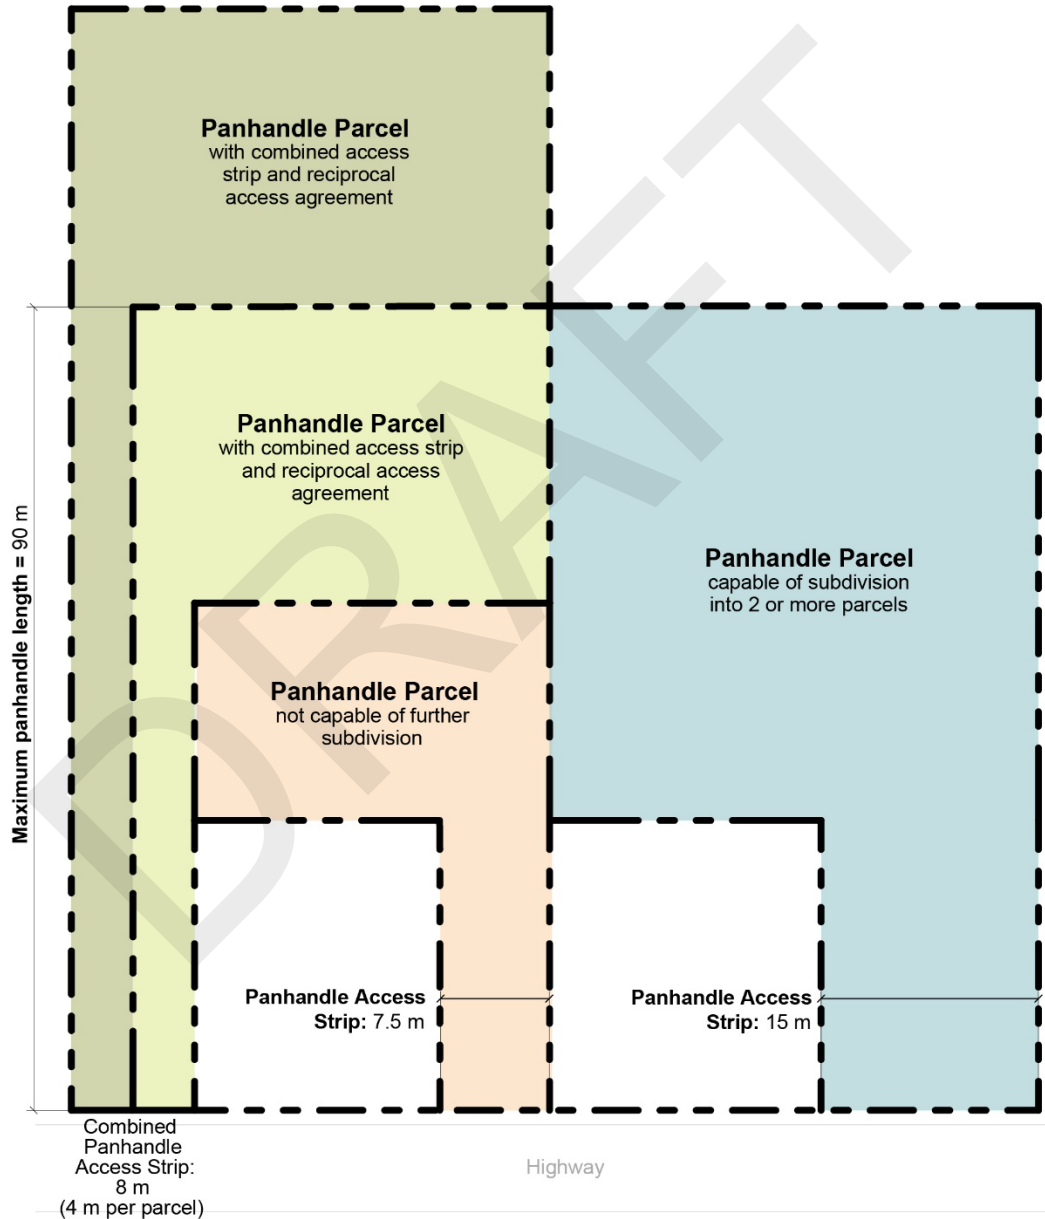 Panhandle Parcel
with combined access
strip and reciprocal
access agreement
Panhandle Parcel
with combined access strip
and reciprocal access
agreement
Panhandle Parcel
capable of subdivision
into 2 or more parcels
Panhandle Parcel
not capable of further
subdivision
Maximum panhandle length = 90 m
Panhandle Access
Strip: 7.5 m
Panhandle Access
Strip: 15 m
Combined
Panhandle
Access Strip:
8 m
(4 m per parcel)
Highway
DRAFT